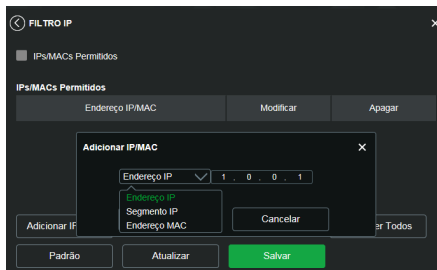 FILTRO IP
IPs/MACs Permitidos
IPs/MACs Permitidos
Endereço IP/MAC Modificar Apagar
Adicionar IP/MAC
Endereço IP 1 . 0 . 0 . 1
Endereço IP
Segmento IP
Endereço MAC
Cancelar
Adicionar IP
Todos
Padrão Atualizar Salvar